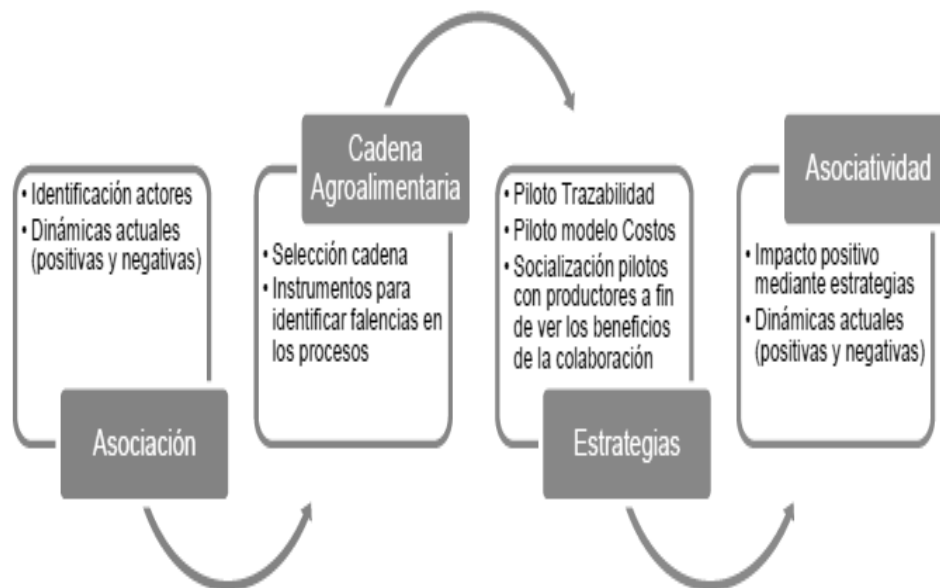 • Identificación actores
• Dinámicas actuales
(positivas y negativas)
Asociación
Cadena
Agroalimentaria
• Selección cadena
• Instrumentos para
identificar falencias en
los procesos
• Piloto Trazabilidad
• Piloto modelo Costos
• Socialización pilotos
con productores a fin
de ver los beneficios
de la colaboración
Estrategias
Asociatividad
• Impacto positivo
mediante estrategias
• Dinámicas actuales
(positivas y negativas)